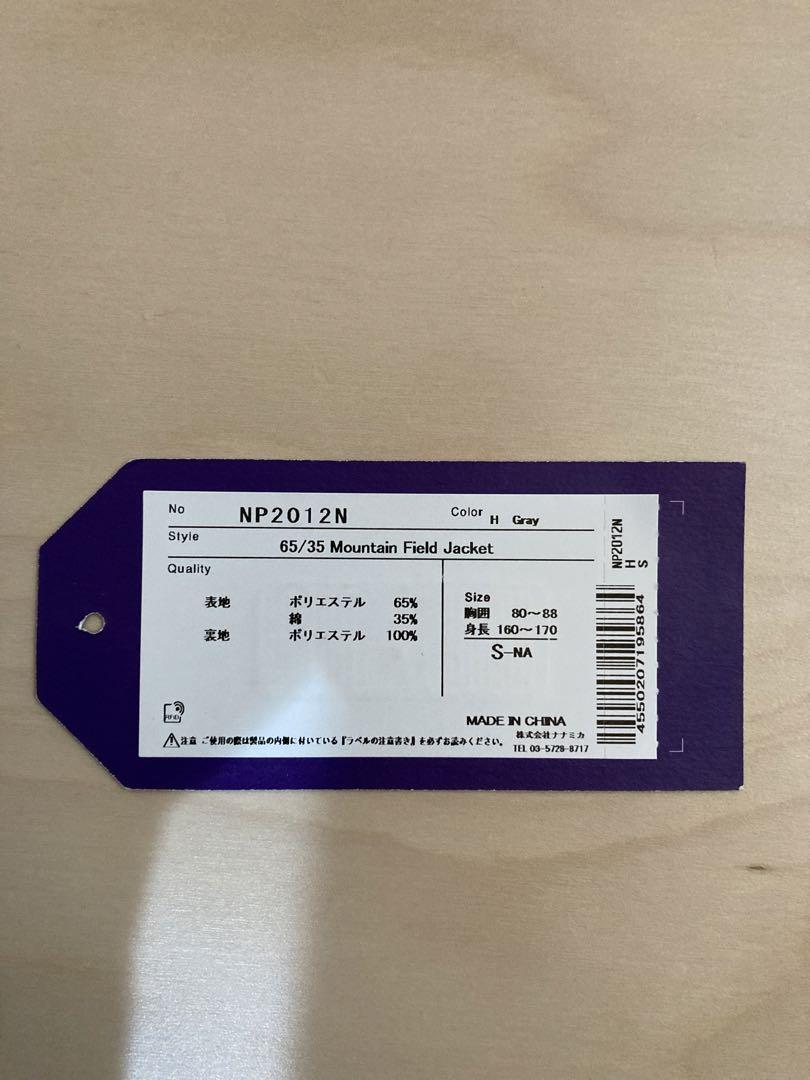 No NP2012N Color H Gray
Style 65/35 Mountain Field Jacket
Quality
表地 ポリエステル 65%
綿 35%
裏地 ポリエステル 100%
Size
胸囲 80〜88
身長 160〜170
S-NA
RFID
MADE IN CHINA
株式会社ナナミカ
TEL 03-5728-8717
⚠注意 ご使用の際は製品の内側に付いている『ラベルの注意書き』を必ずお読みください。
NP2012N
H
S
4550207195864